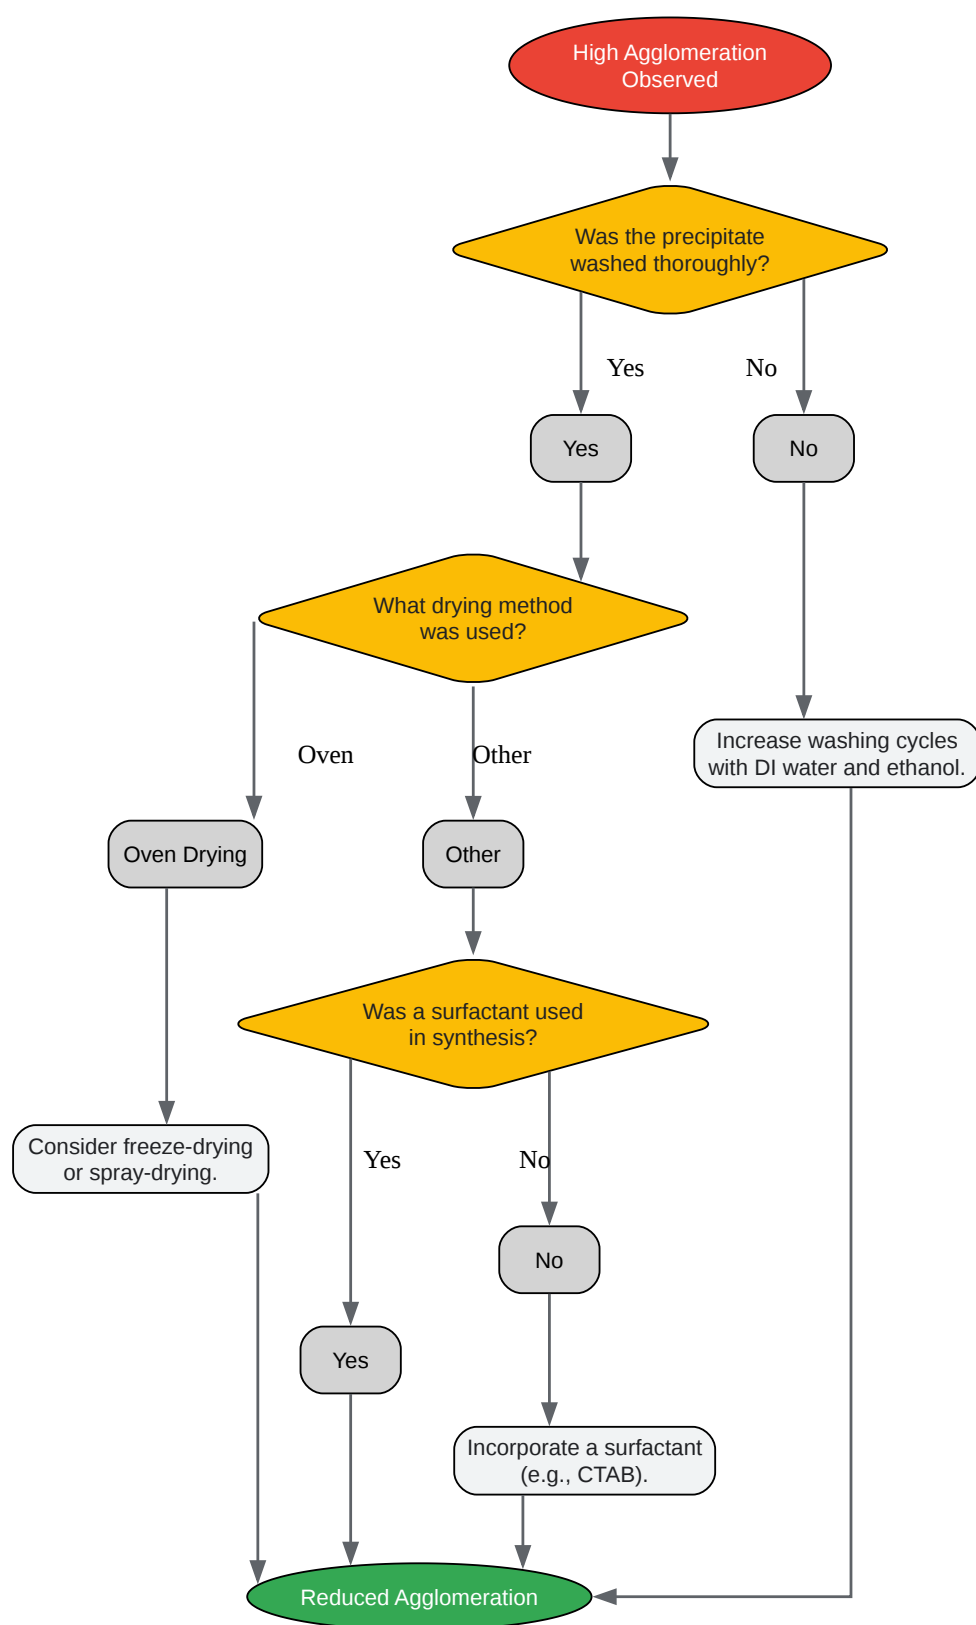 High Agglomeration
Observed
Was the precipitate
washed thoroughly?
Yes
No
Yes
No
What drying method
was used?
Oven
Other
Increase washing cycles
with DI water and ethanol.
Oven Drying
Other
Was a surfactant used
in synthesis?
Consider freeze-drying
or spray-drying.
Yes
No
No
Yes
Incorporate a surfactant
(e.g., CTAB).
Reduced Agglomeration